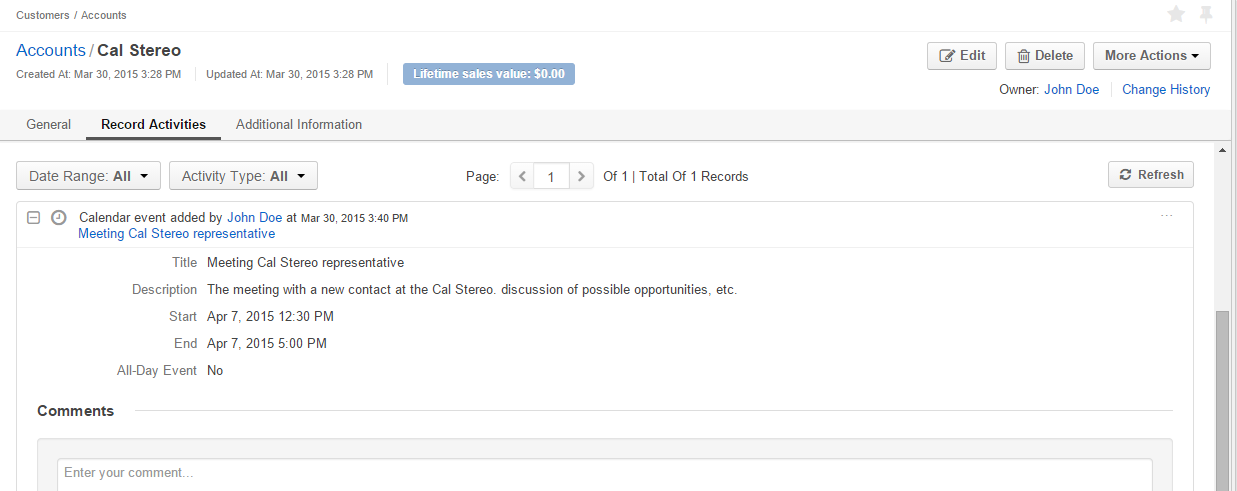 Customers / Accounts
Accounts / Cal Stereo
Edit
Delete
More Actions
Created At: Mar 30, 2015 3:28 PM Updated At: Mar 30, 2015 3:28 PM Lifetime sales value: $0.00
Owner: John Doe Change History
General Record Activities Additional Information
Date Range: All Activity Type: All Page: 1 Of 1 | Total Of 1 Records Refresh
Calendar event added by John Doe at Mar 30, 2015 3:40 PM ...
Meeting Cal Stereo representative
Title Meeting Cal Stereo representative
Description The meeting with a new contact at the Cal Stereo. discussion of possible opportunities, etc.
Start Apr 7, 2015 12:30 PM
End Apr 7, 2015 5:00 PM
All-Day Event No
Comments
Enter your comment...